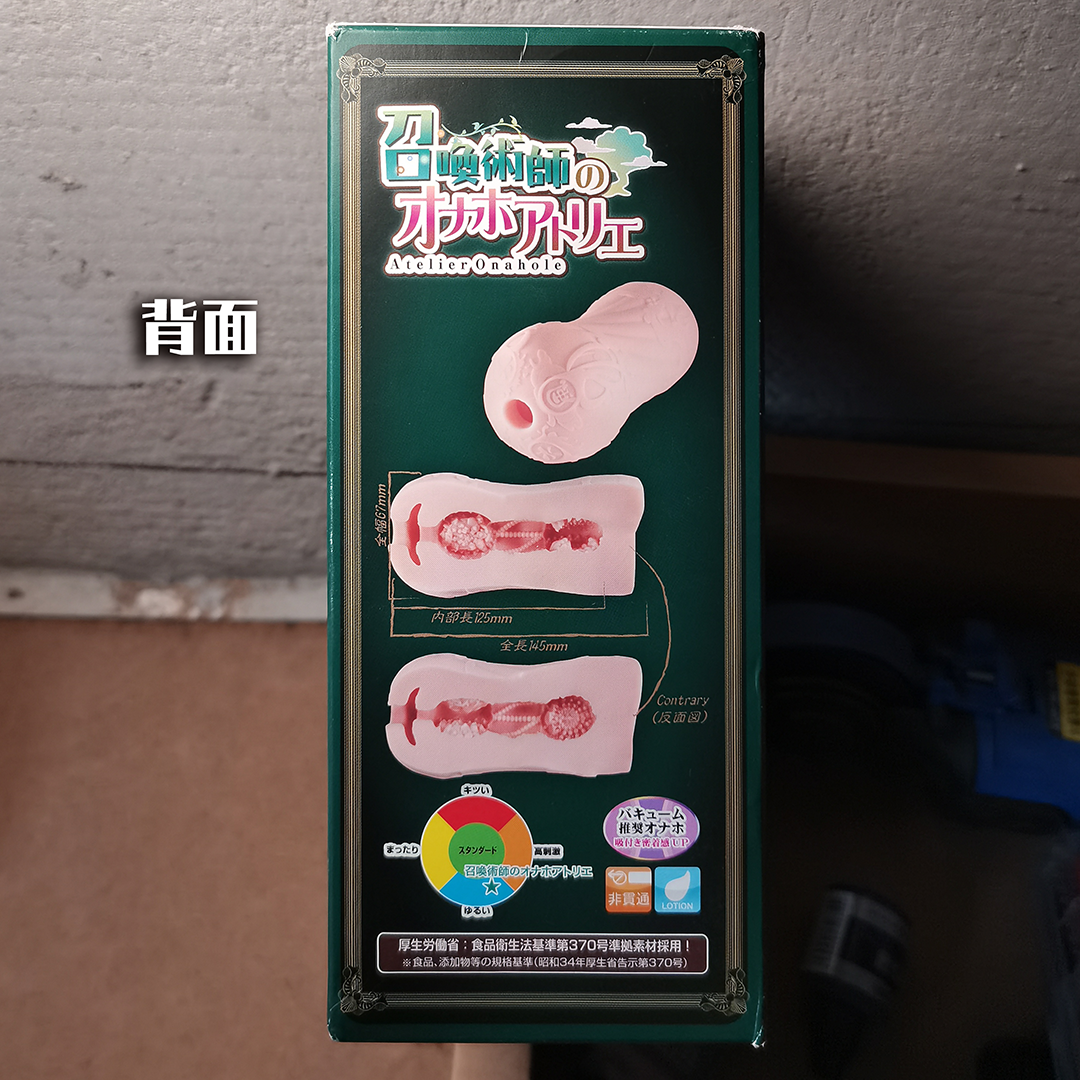 背面
召喚術師の
オナホアトリエ
Atelier Onahole
全幅67mm
内部長125mm
全長145mm
Contrary
(反面図)
キツい
まったり
スタンダード
高刺激
召喚術師のオナホアトリエ
ゆるい
バキューム
推奨オナホ
吸付き密着感UP
非貫通
LOTION
厚生労働省:食品衛生法基準第370号準拠素材採用!
※食品、添加物等の規格基準(昭和34年厚生省告示第370号)